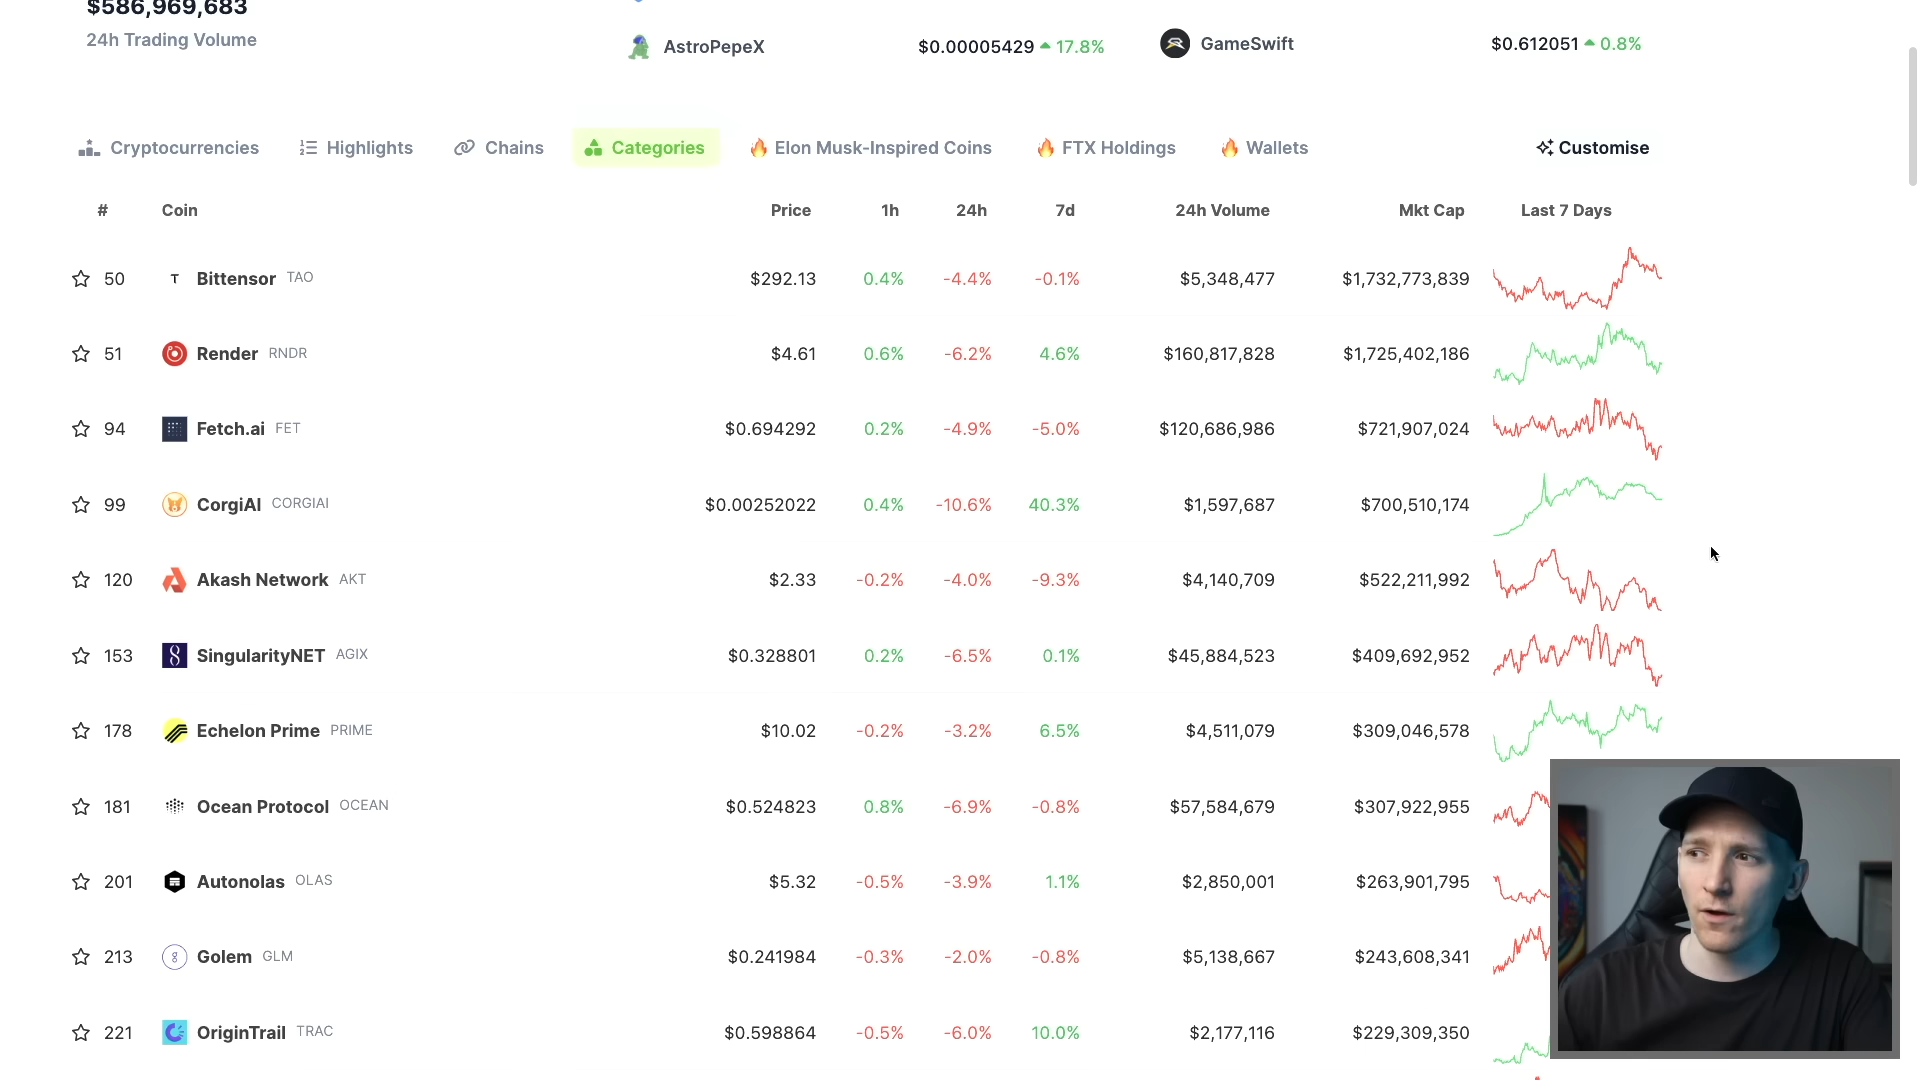 $586,969,683
24h Trading Volume
AstroPepeX $0.00005429 17.8% GameSwift $0.612051 0.8%
Cryptocurrencies Highlights Chains Categories Elon Musk-Inspired Coins FTX Holdings Wallets Customise
# Coin Price 1h 24h 7d 24h Volume Mkt Cap Last 7 Days
50 T Bittensor TAO $292.13 0.4% -4.4% -0.1% $5,348,477 $1,732,773,839
51 Render RNDR $4.61 0.6% -6.2% 4.6% $160,817,828 $1,725,402,186
94 Fetch.ai FET $0.694292 0.2% -4.9% -5.0% $120,686,986 $721,907,024
99 CorgiAI CORGIAI $0.00252022 0.4% -10.6% 40.3% $1,597,687 $700,510,174
120 Akash Network AKT $2.33 -0.2% -4.0% -9.3% $4,140,709 $522,211,992
153 SingularityNET AGIX $0.328801 0.2% -6.5% 0.1% $45,884,523 $409,692,952
178 Echelon Prime PRIME $10.02 -0.2% -3.2% 6.5% $4,511,079 $309,046,578
181 Ocean Protocol OCEAN $0.524823 0.8% -6.9% -0.8% $57,584,679 $307,922,955
201 Autonolas OLAS $5.32 -0.5% -3.9% 1.1% $2,850,001 $263,901,795
213 Golem GLM $0.241984 -0.3% -2.0% -0.8% $5,138,667 $243,608,341
221 OriginTrail TRAC $0.598864 -0.5% -6.0% 10.0% $2,177,116 $229,309,350